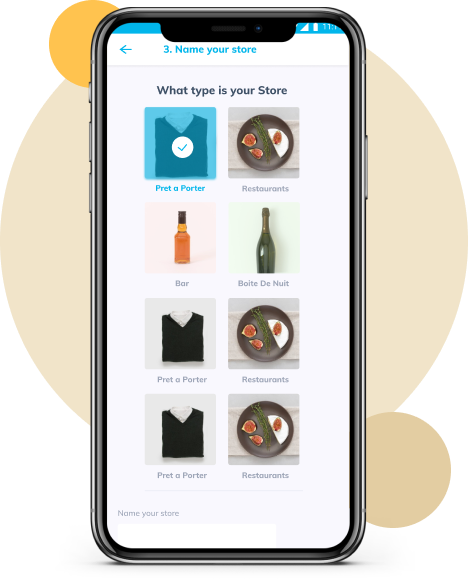 3. Name your store
What type is your Store
Pret a Porter
Restaurants
Bar
Boite De Nuit
Pret a Porter
Restaurants
Pret a Porter
Restaurants
Name your store